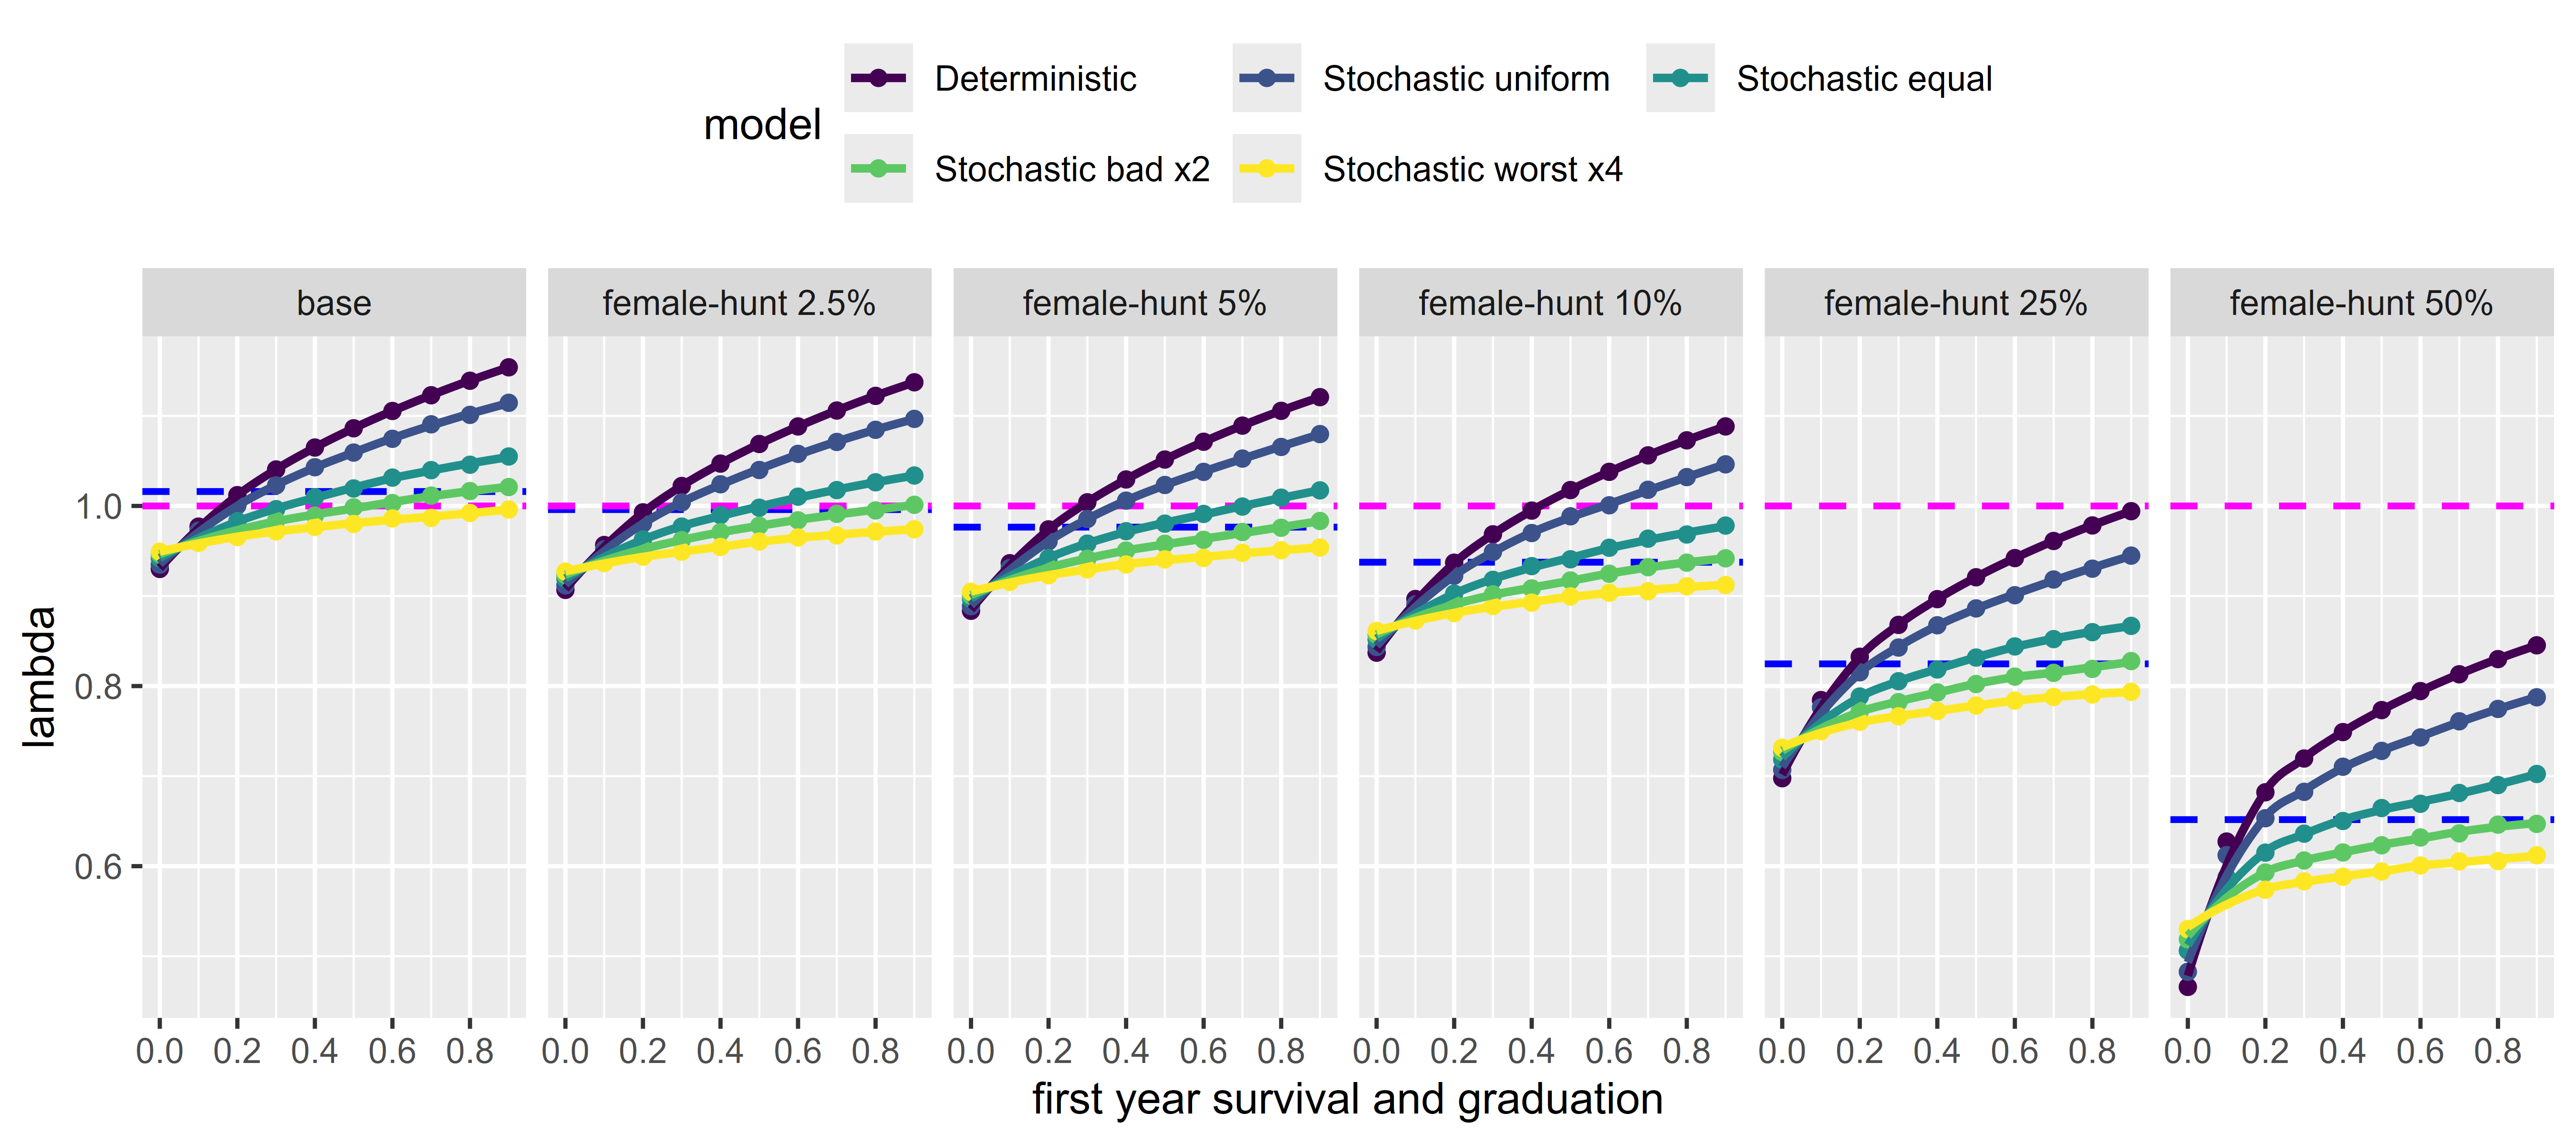 model
Deterministic
Stochastic uniform
Stochastic equal
Stochastic bad x2
Stochastic worst x4
base
female-hunt 2.5%
female-hunt 5%
female-hunt 10%
female-hunt 25%
female-hunt 50%
lambda
1.0
0.8
0.6
0.0 0.2 0.4 0.6 0.8
0.0 0.2 0.4 0.6 0.8
0.0 0.2 0.4 0.6 0.8
0.0 0.2 0.4 0.6 0.8
0.0 0.2 0.4 0.6 0.8
0.0 0.2 0.4 0.6 0.8
first year survival and graduation